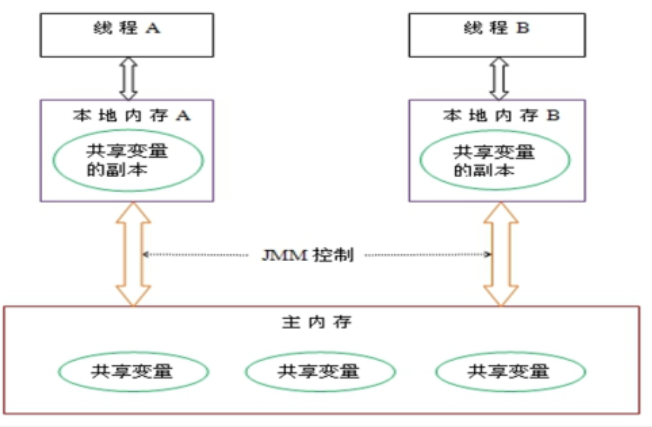 线程 A
线程 B
本地内存 A
本地内存 B
共享变量
的副本
共享变量
的副本
JMM 控制
主内存
共享变量
共享变量
共享变量